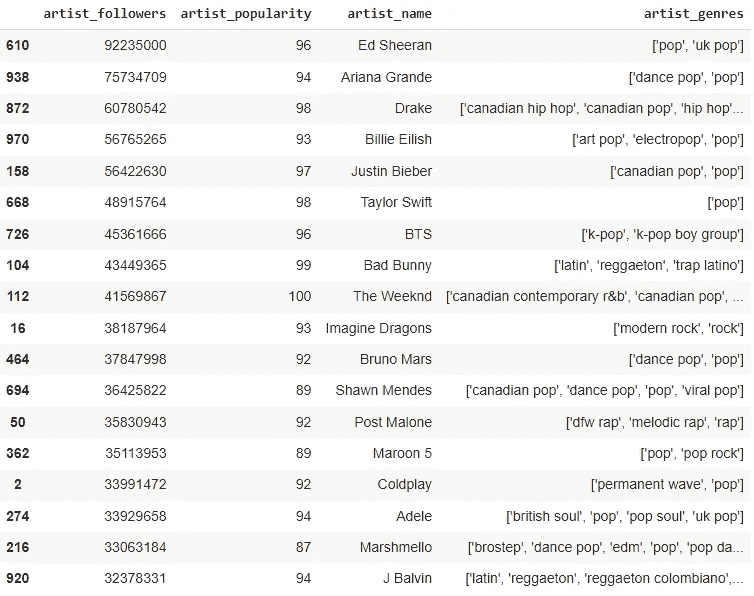 artist_followers artist_popularity artist_name artist_genres
610 92235000 96 Ed Sheeran ['pop', 'uk pop']
938 75734709 94 Ariana Grande ['dance pop', 'pop']
872 60780542 98 Drake ['canadian hip hop', 'canadian pop', 'hip hop'...
970 56765265 93 Billie Eilish ['art pop', 'electropop', 'pop']
158 56422630 97 Justin Bieber ['canadian pop', 'pop']
668 48915764 98 Taylor Swift ['pop']
726 45361666 96 BTS ['k-pop', 'k-pop boy group']
104 43449365 99 Bad Bunny ['latin', 'reggaeton', 'trap latino']
112 41569867 100 The Weeknd ['canadian contemporary r&b', 'canadian pop', ...
16 38187964 93 Imagine Dragons ['modern rock', 'rock']
464 37847998 92 Bruno Mars ['dance pop', 'pop']
694 36425822 89 Shawn Mendes ['canadian pop', 'dance pop', 'pop', 'viral pop']
50 35830943 92 Post Malone ['dfw rap', 'melodic rap', 'rap']
362 35113953 89 Maroon 5 ['pop', 'pop rock']
2 33991472 92 Coldplay ['permanent wave', 'pop']
274 33929658 94 Adele ['british soul', 'pop', 'pop soul', 'uk pop']
216 33063184 87 Marshmello ['brostep', 'dance pop', 'edm', 'pop', 'pop da...
920 32378331 94 J Balvin ['latin', 'reggaeton', 'reggaeton colombiano',...